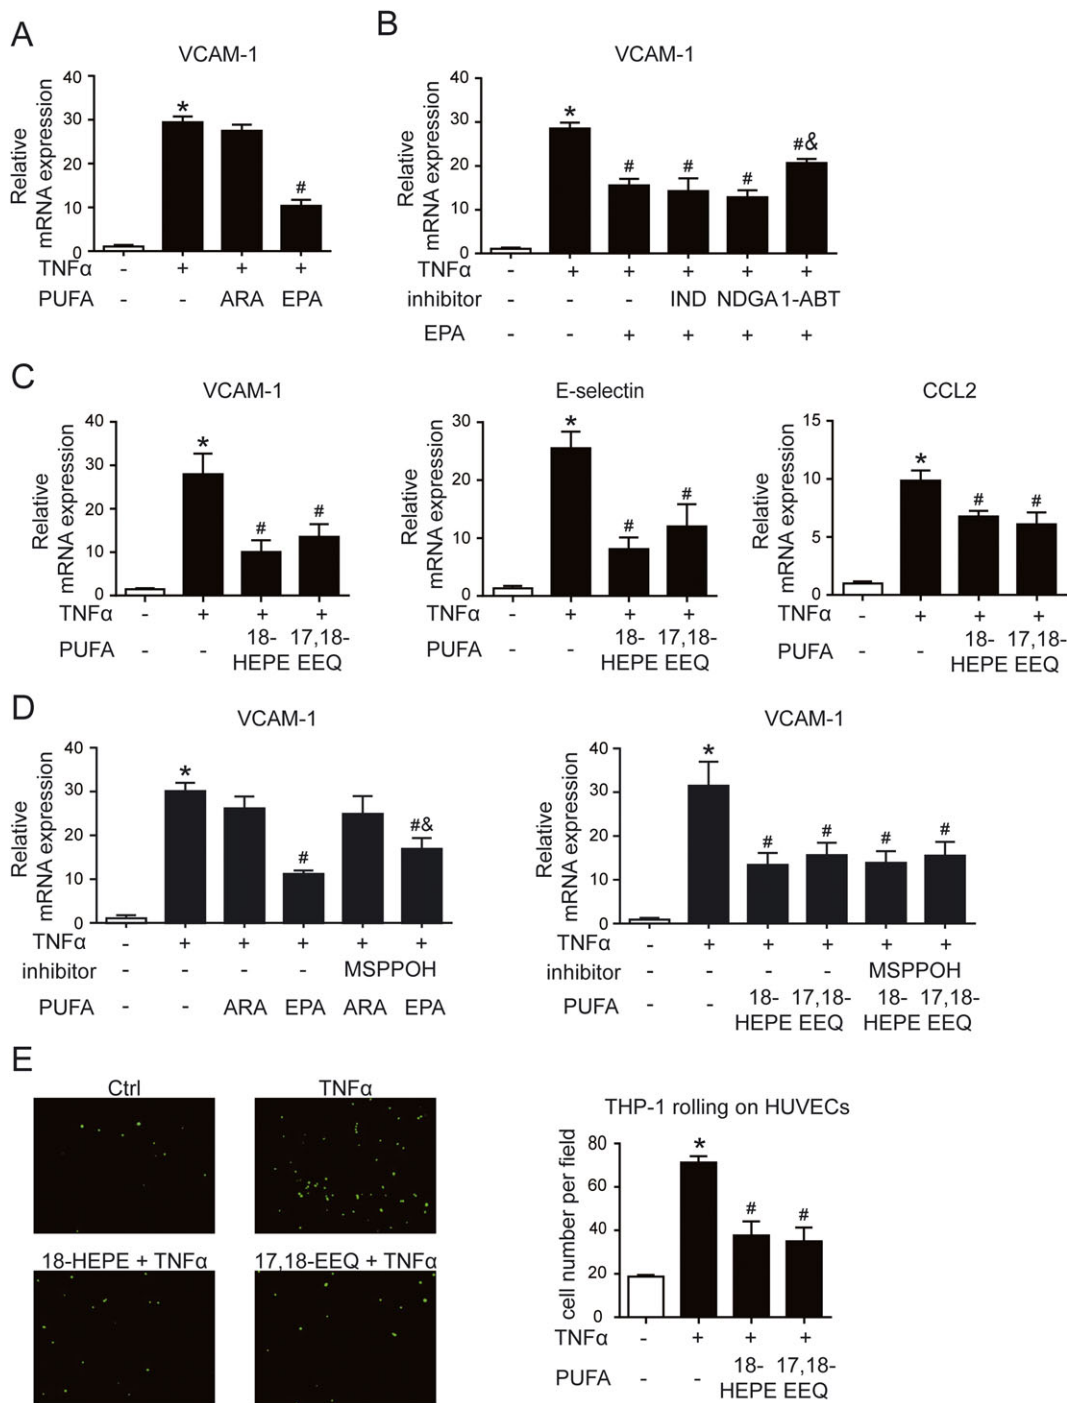 A
VCAM-1
Relative
mRNA expression
40
30
20
10
0
*
#
TNFα - + + +
PUFA - - ARA EPA
B
VCAM-1
Relative
mRNA expression
40
30
20
10
0
*
# # # #&
TNFα - + + + + +
inhibitor - - - IND NDGA 1-ABT
EPA - - + + + +
C
VCAM-1
Relative
mRNA expression
40
30
20
10
0
*
# #
TNFα - + + +
PUFA - - 18-HEPE 17,18-EEQ
E-selectin
Relative
mRNA expression
30
20
10
0
*
# #
TNFα - + + +
PUFA - - 18-HEPE 17,18-EEQ
CCL2
Relative
mRNA expression
15
10
5
0
*
# #
TNFα - + + +
PUFA - - 18-HEPE 17,18-EEQ
D
VCAM-1
Relative
mRNA expression
40
30
20
10
0
*
# #&
TNFα - + + + + +
inhibitor - - - - MSPPOH
PUFA - - ARA EPA ARA EPA
VCAM-1
Relative
mRNA expression
40
30
20
10
0
*
# # # #
TNFα - + + + + +
inhibitor - - - - MSPPOH
PUFA - - 18-HEPE 17,18-EEQ 18-HEPE 17,18-EEQ
E
Ctrl
TNFα
18-HEPE + TNFα
17,18-EEQ + TNFα
THP-1 rolling on HUVECs
cell number per field
80
60
40
20
0
*
# #
TNFα - + + +
PUFA - - 18-HEPE 17,18-EEQ